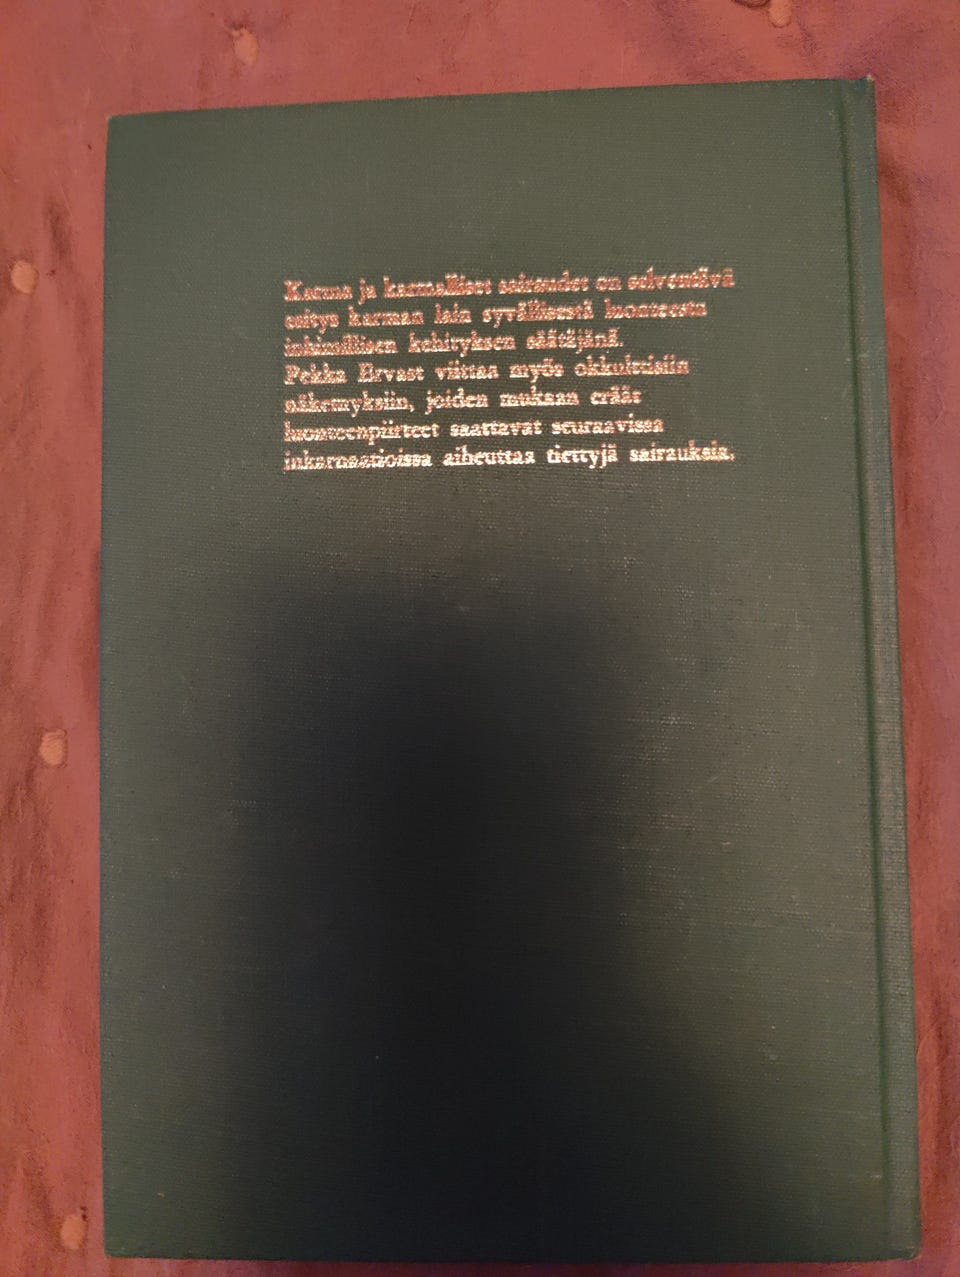 Karma ja karmalliset sairaudet on selventävä
esitys karman lain syvällisestä luonteesta
inhimillisen kehityksen säätäjänä.
Pekka Ervast viittaa myös okkulteisiin
näkemyksiin, joiden mukaan eräät
luonteenpiirteet saattavat seuraavissa
inkarnaatioissa aiheuttaa tiettyjä sairauksia.